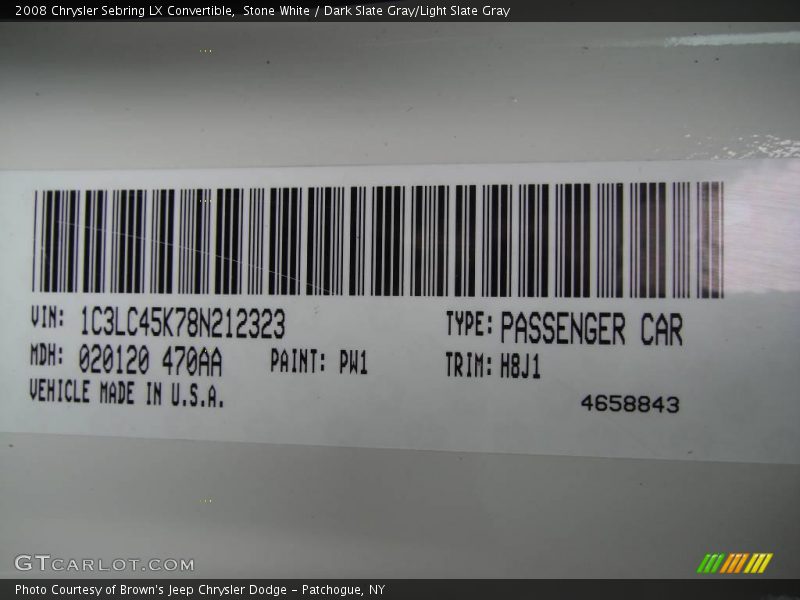 2008 Chrysler Sebring LX Convertible,  Stone White / Dark Slate Gray/Light Slate Gray
VIN: 1C3LC45K78N212323 TYPE: PASSENGER CAR
MDH: 020120 470AA PAINT: PW1 TRIM: H8J1
VEHICLE MADE IN U.S.A.
4658843
GTCARLOT.COM
Photo Courtesy of Brown's Jeep Chrysler Dodge - Patchogue, NY